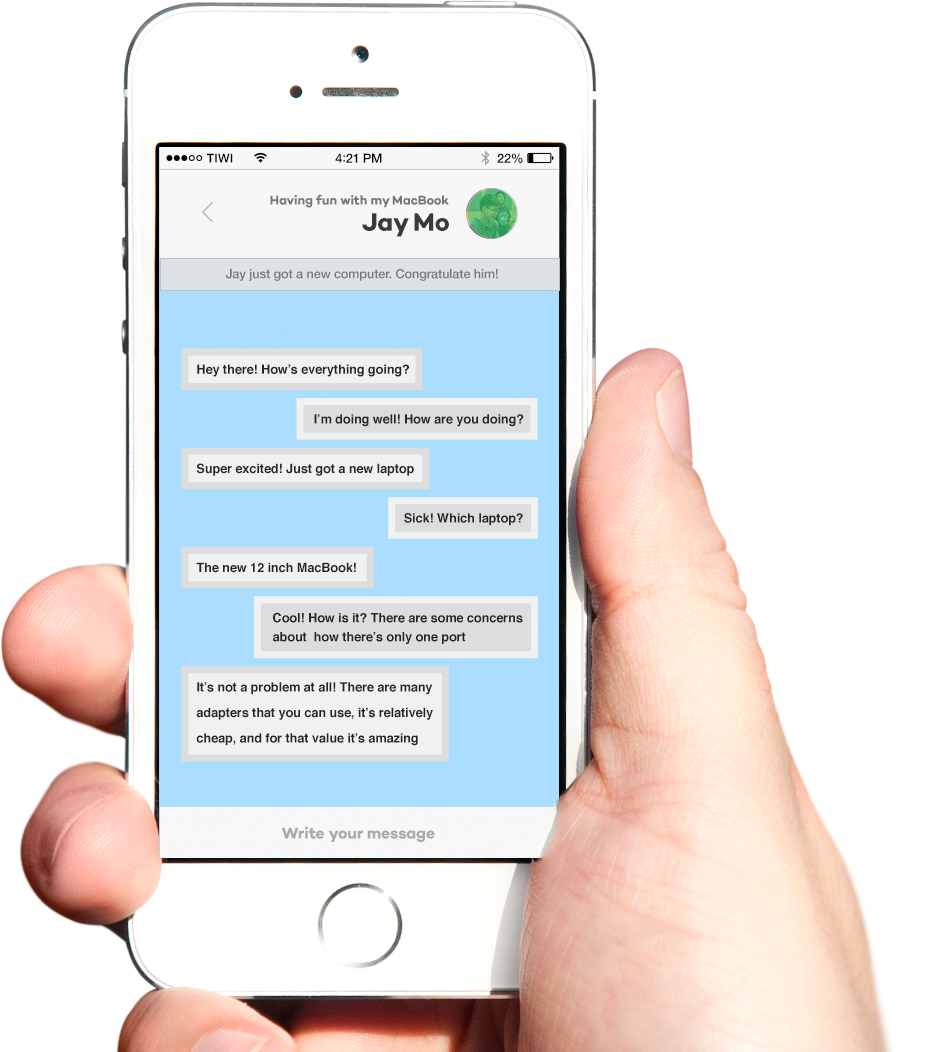 TIWI 4:21 PM 22%
Having fun with my MacBook
Jay Mo
Jay just got a new computer. Congratulate him!
Hey there! How’s everything going?
I’m doing well! How are you doing?
Super excited! Just got a new laptop
Sick! Which laptop?
The new 12 inch MacBook!
Cool! How is it? There are some concerns
about  how there’s only one port
It’s not a problem at all! There are many
adapters that you can use, it’s relatively
cheap, and for that value it’s amazing
Write your message